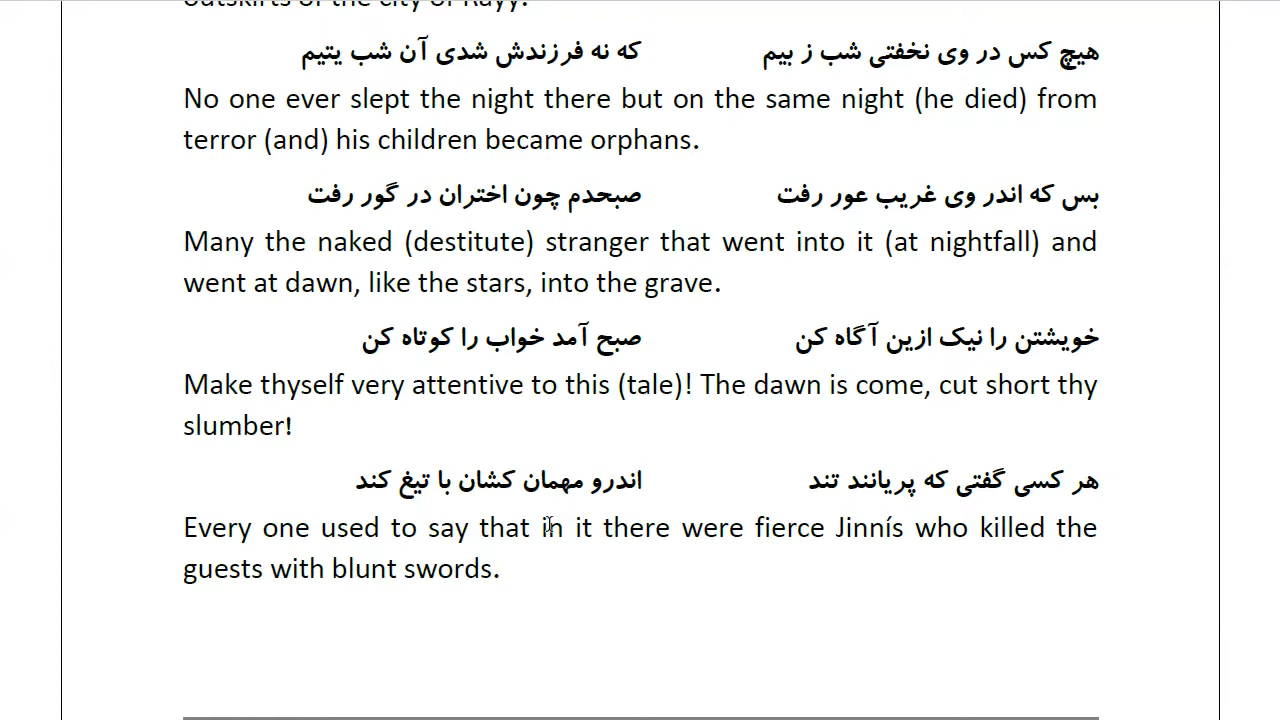 outskirts of the city of Rayy.
هیچ کس در وی نخفتی شب ز بیم که نه فرزندش شدی آن شب یتیم
No one ever slept the night there but on the same night (he died) from
terror (and) his children became orphans.
بس که اندر وی غریب عور رفت صبحدم چون اختران در گور رفت
Many the naked (destitute) stranger that went into it (at nightfall) and
went at dawn, like the stars, into the grave.
خویشتن را نیک ازین آگاه کن صبح آمد خواب را کوتاه کن
Make thyself very attentive to this (tale)! The dawn is come, cut short thy
slumber!
هر کسی گفتی که پریانند تند اندرو مهمان کشان با تیغ کند
Every one used to say that in it there were fierce Jinnís who killed the
guests with blunt swords.